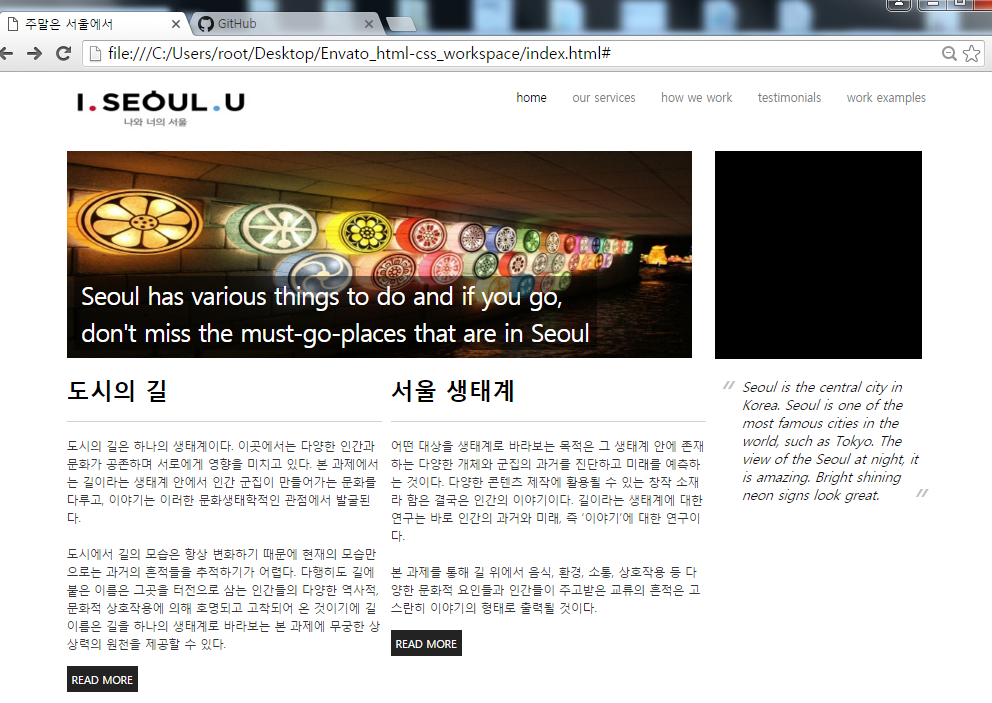 주말은 서울에서
GitHub
file:///C:/Users/root/Desktop/Envato_html-css_workspace/index.html#
I.SEOUL.U
나와 너의 서울
home our services how we work testimonials work examples
Seoul has various things to do and if you go,
don't miss the must-go-places that are in Seoul
도시의 길
도시의 길은 하나의 생태계이다. 이곳에서는 다양한 인간과
문화가 공존하며 서로에게 영향을 미치고 있다. 본 과제에서
는 길이라는 생태계 안에서 인간 군집이 만들어가는 문화를
다루고, 이야기는 이러한 문화생태학적인 관점에서 발굴된
다.
도시에서 길의 모습은 항상 변화하기 때문에 현재의 모습만
으로는 과거의 흔적들을 추적하기가 어렵다. 다행히도 길에
붙은 이름은 그곳을 터전으로 삼는 인간들의 다양한 역사적,
문화적 상호작용에 의해 호명되고 고착되어 온 것이기에 길
이름은 길을 하나의 생태계로 바라보는 본 과제에 무궁한 상
상력의 원천을 제공할 수 있다.
READ MORE
서울 생태계
어떤 대상을 생태계로 바라보는 목적은 그 생태계 안에 존재
하는 다양한 개체와 군집의 과거를 진단하고 미래를 예측하
는 것이다. 다양한 콘텐츠 제작에 활용될 수 있는 창작 소재
라 함은 결국은 인간의 이야기이다. 길이라는 생태계에 대한
연구는 바로 인간의 과거와 미래, 즉 ‘이야기’에 대한 연구이
다.
본 과제를 통해 길 위에서 음식, 환경, 소통, 상호작용 등 다
양한 문화적 요인들과 인간들이 주고받은 교류의 흔적은 고
스란히 이야기의 형태로 출력될 것이다.
READ MORE
"Seoul is the central city in
Korea. Seoul is one of the
most famous cities in the
world, such as Tokyo. The
view of the Seoul at night, it
is amazing. Bright shining
neon signs look great."